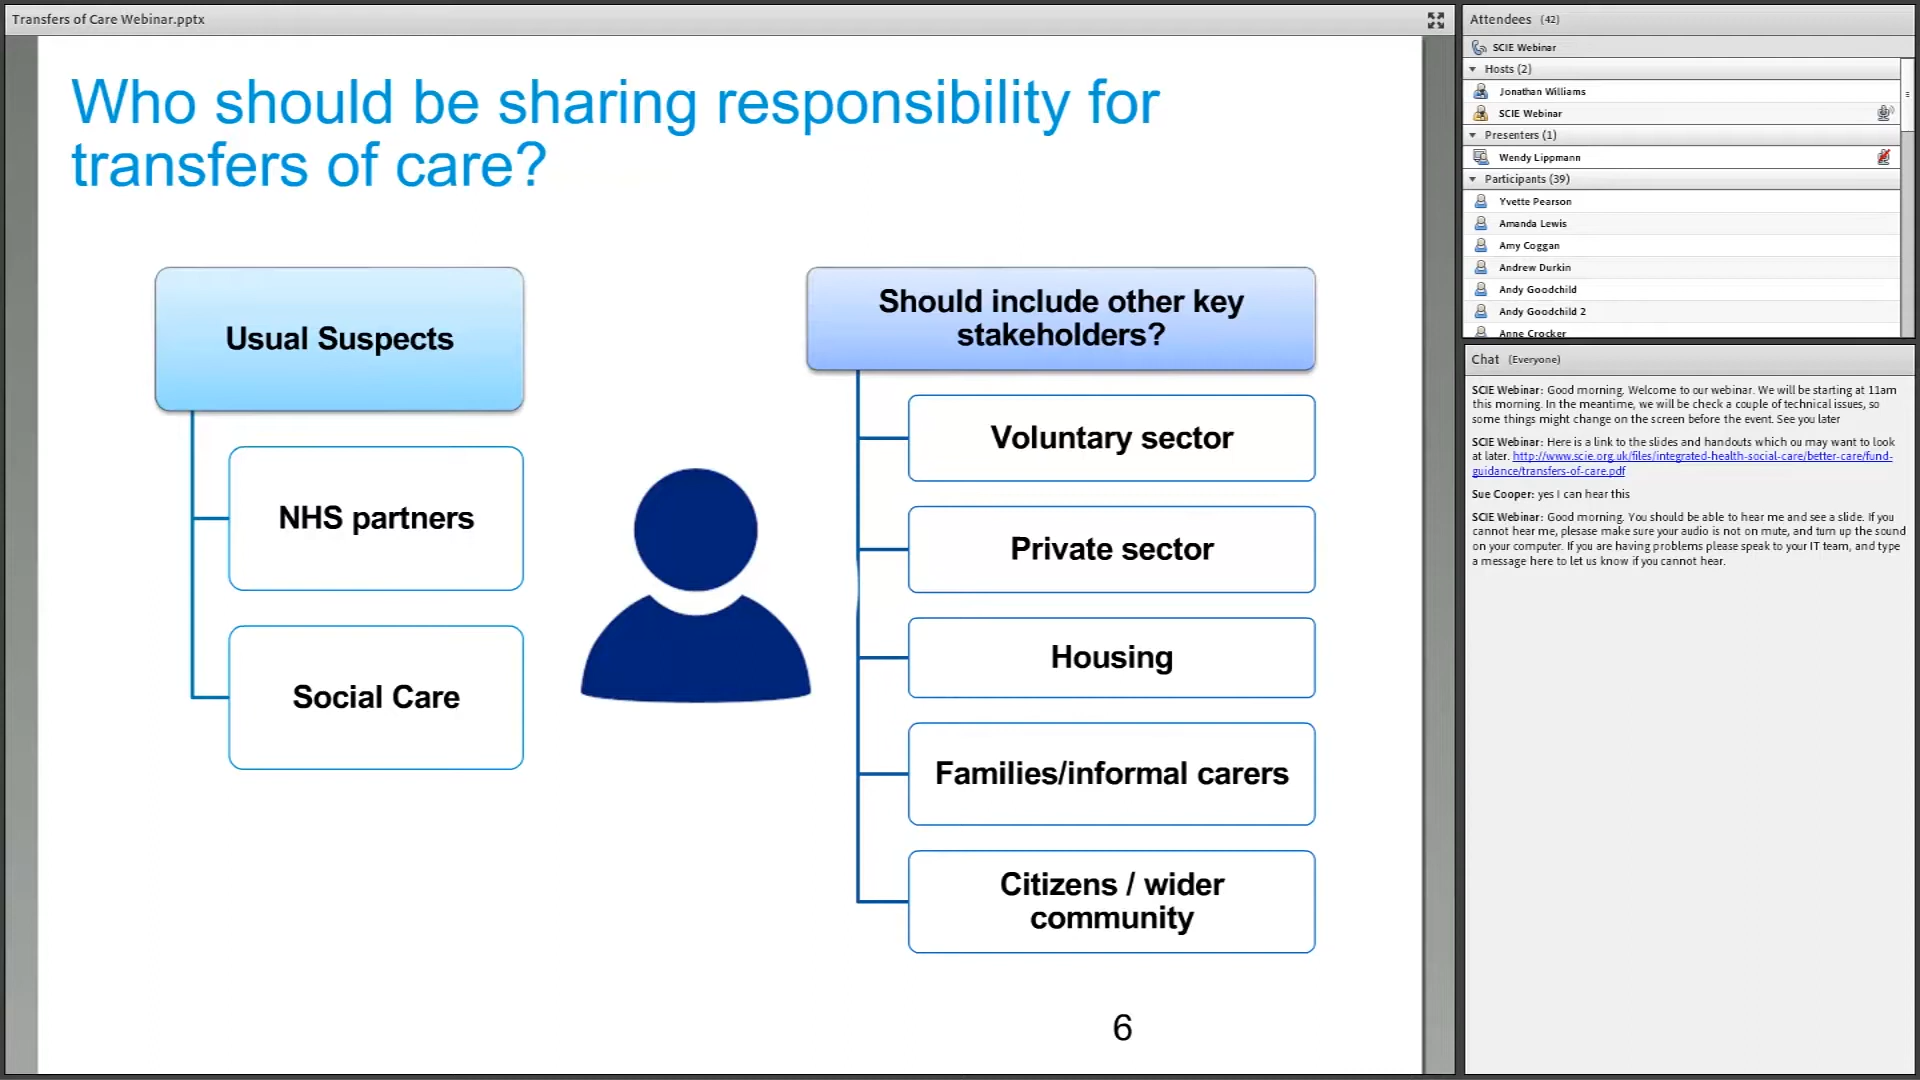 Transfers of Care Webinar.pptx
Who should be sharing responsibility for
transfers of care?
Usual Suspects
NHS partners
Social Care
Should include other key
stakeholders?
Voluntary sector
Private sector
Housing
Families/informal carers
Citizens / wider
community
6
Attendees (42)
SCIE Webinar
Hosts (2)
Jonathan Williams
SCIE Webinar
Presenters (1)
Wendy Lippmann
Participants (39)
Yvette Pearson
Amanda Lewis
Amy Coggan
Andrew Durkin
Andy Goodchild
Andy Goodchild 2
Anne Crocker
Chat (Everyone)
SCIE Webinar: Good morning. Welcome to our webinar. We will be starting at 11am
this morning. In the meantime, we will be check a couple of technical issues, so
some things might change on the screen before the event. See you later
SCIE Webinar: Here is a link to the slides and handouts which ou may want to look
at later. http://www.scie.org.uk/files/integrated-health-social-care/better-care/fund-
guidance/transfers-of-care.pdf
Sue Cooper: yes I can hear this
SCIE Webinar: Good morning. You should be able to hear me and see a slide. If you
cannot hear me, please make sure your audio is not on mute, and turn up the sound
on your computer. If you are having problems please speak to your IT team, and type
a message here to let us know if you cannot hear.